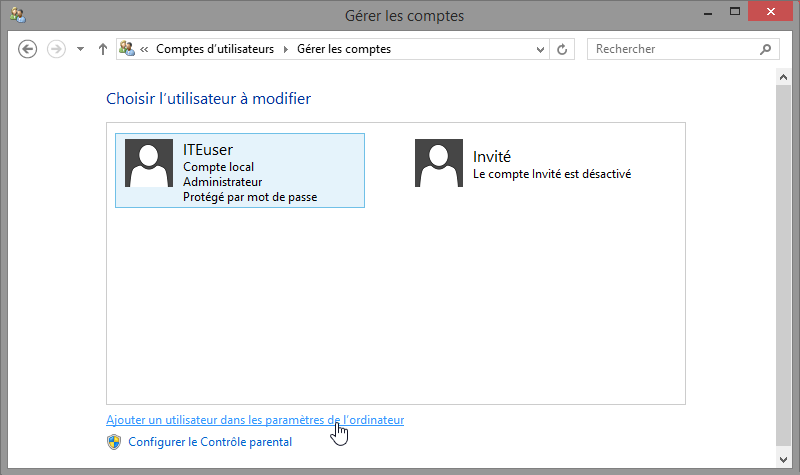 Gérer les comptes
« Comptes d'utilisateurs Gérer les comptes
Rechercher
Choisir l'utilisateur à modifier
ITEuser
Compte local
Administrateur
Protégé par mot de passe
Invité
Le compte Invité est désactivé
Ajouter un utilisateur dans les paramètres de l'ordinateur
Configurer le Contrôle parental